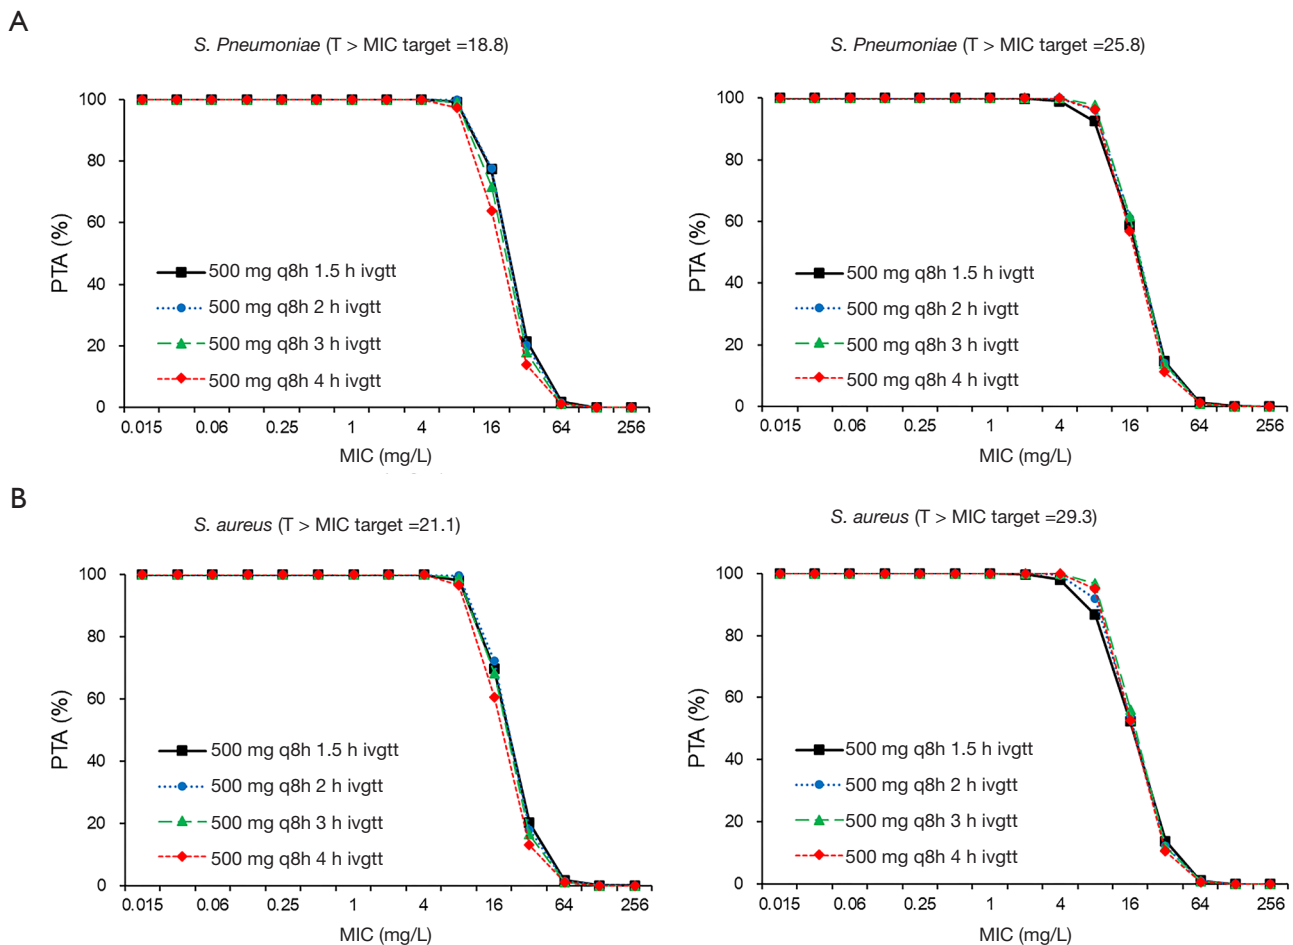 A
S. Pneumoniae (T > MIC target =18.8)
100
80
60
40
20
0
PTA (%)
500 mg q8h 1.5 h ivgtt
500 mg q8h 2 h ivgtt
500 mg q8h 3 h ivgtt
500 mg q8h 4 h ivgtt
0.015 0.06 0.25 1 4 16 64 256
MIC (mg/L)
S. Pneumoniae (T > MIC target =25.8)
100
80
60
40
20
0
PTA (%)
500 mg q8h 1.5 h ivgtt
500 mg q8h 2 h ivgtt
500 mg q8h 3 h ivgtt
500 mg q8h 4 h ivgtt
0.015 0.06 0.25 1 4 16 64 256
MIC (mg/L)
B
S. aureus (T > MIC target =21.1)
100
80
60
40
20
0
PTA (%)
500 mg q8h 1.5 h ivgtt
500 mg q8h 2 h ivgtt
500 mg q8h 3 h ivgtt
500 mg q8h 4 h ivgtt
0.015 0.06 0.25 1 4 16 64 256
MIC (mg/L)
S. aureus (T > MIC target =29.3)
100
80
60
40
20
0
PTA (%)
500 mg q8h 1.5 h ivgtt
500 mg q8h 2 h ivgtt
500 mg q8h 3 h ivgtt
500 mg q8h 4 h ivgtt
0.015 0.06 0.25 1 4 16 64 256
MIC (mg/L)